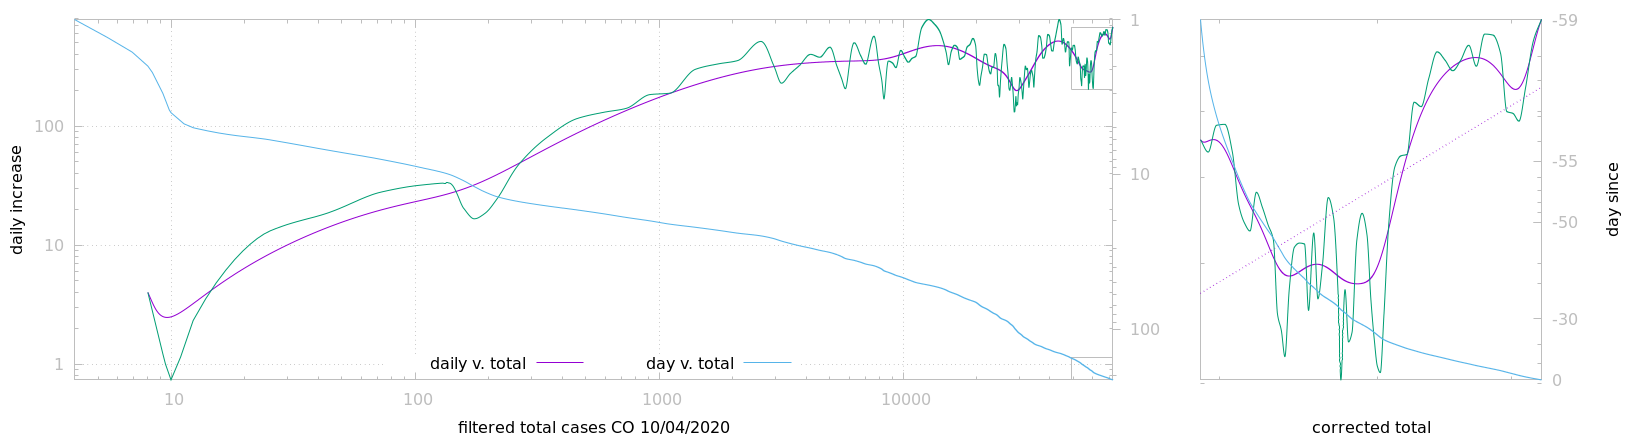 daily increase
100
10
1
1
10
100
daily v. total
day v. total
10
100
1000
10000
filtered total cases CO 10/04/2020
-59
-55
-50
-30
0
day since
corrected total